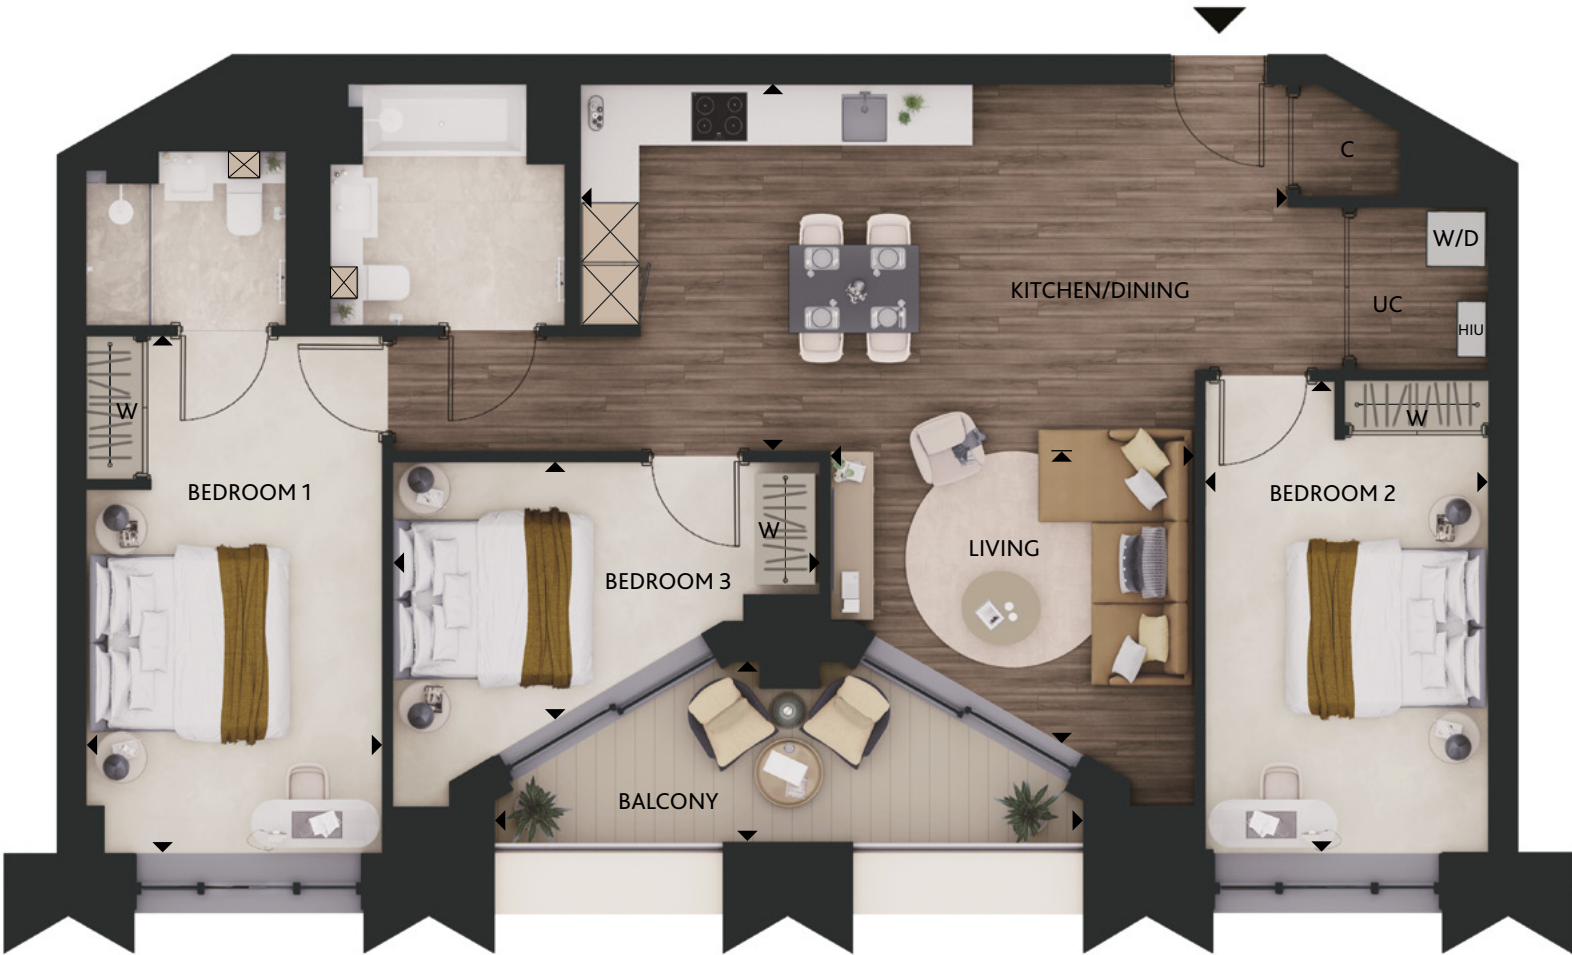 C
W/D
KITCHEN/DINING
UC
HIU
W
W
BEDROOM 1
BEDROOM 2
W
LIVING
BEDROOM 3
BALCONY